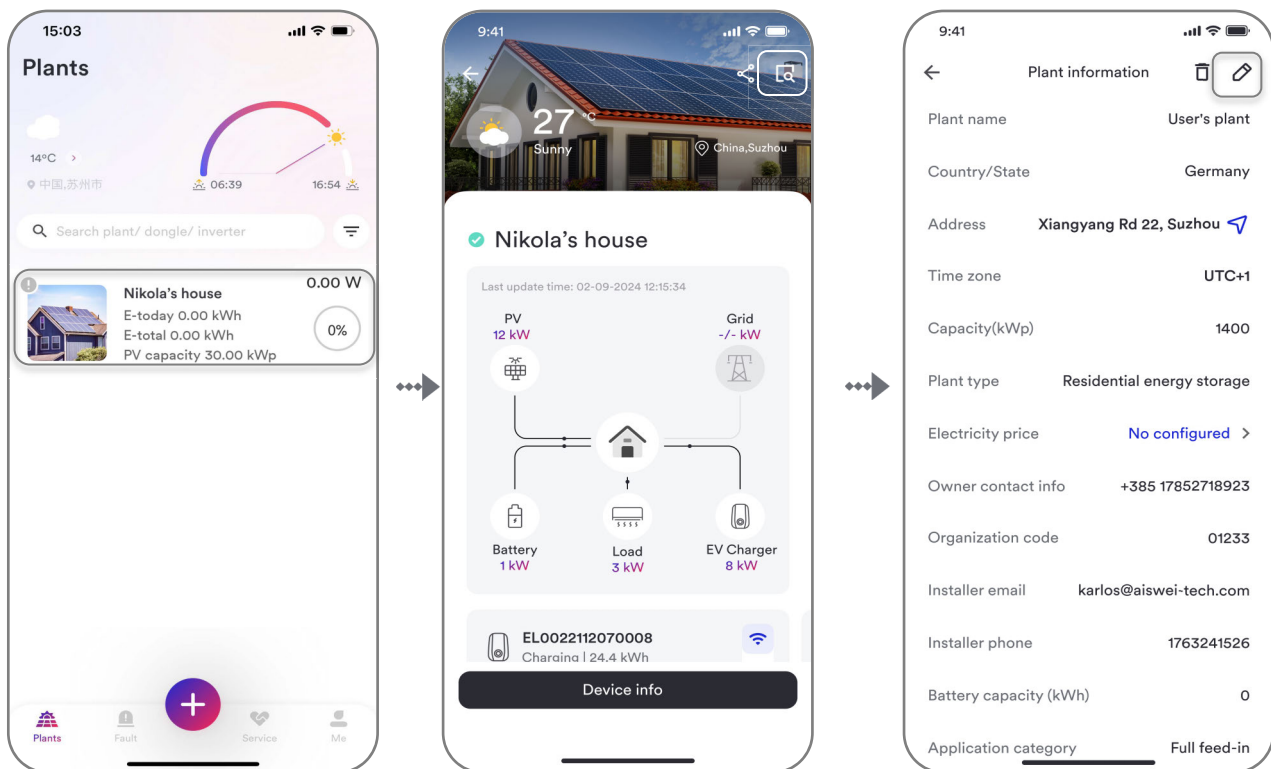 15:03
Plants
14°C >
中国,苏州市
06:39
16:54
Search plant/ dongle/ inverter
Nikola's house
0.00 W
E-today 0.00 kWh
E-total 0.00 kWh
PV capacity 30.00 kWp
0%
Plants
Fault
Service
Me
9:41
27 °C
Sunny
China,Suzhou
Nikola's house
Last update time: 02-09-2024 12:15:34
PV
12 kW
Grid
-/- kW
Battery
1 kW
Load
3 kW
EV Charger
8 kW
EL0022112070008
Charging | 24.4 kWh
Device info
9:41
Plant information
Plant name User's plant
Country/State Germany
Address Xiangyang Rd 22, Suzhou
Time zone UTC+1
Capacity(kWp) 1400
Plant type Residential energy storage
Electricity price No configured >
Owner contact info +385 17852718923
Organization code 01233
Installer email karlos@aiswei-tech.com
Installer phone 1763241526
Battery capacity (kWh) 0
Application category Full feed-in